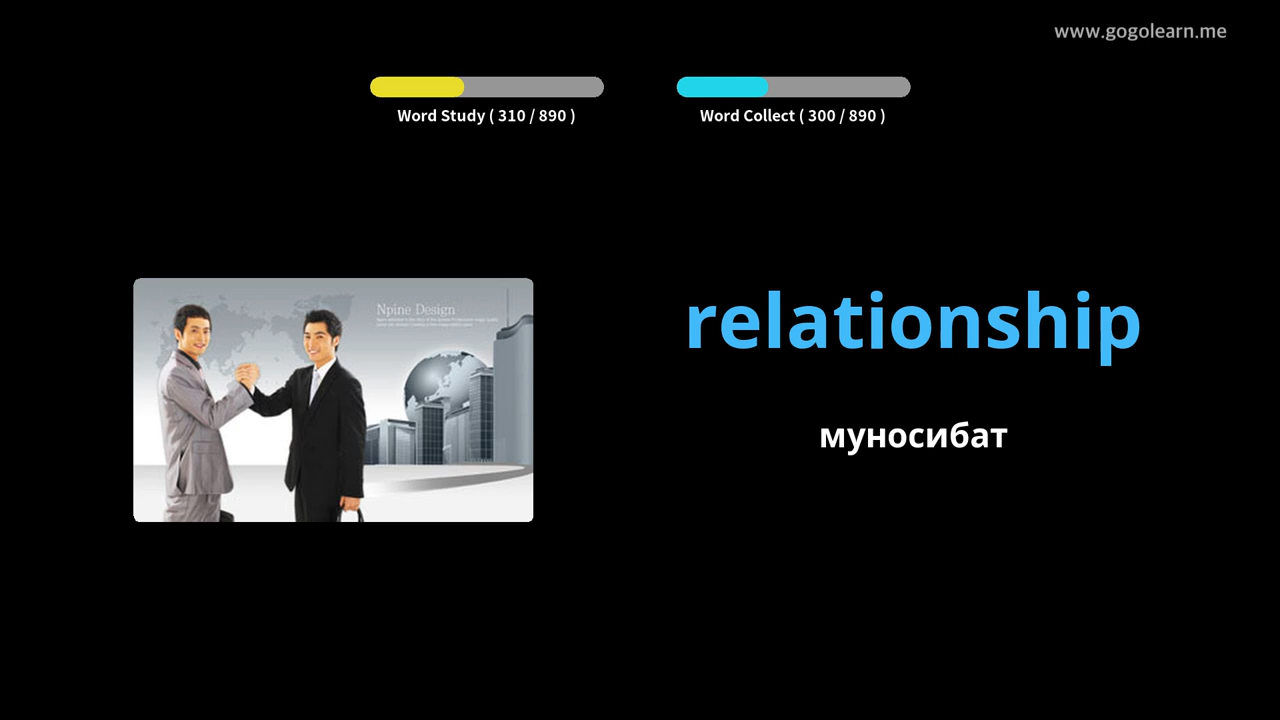 www.gogolearn.me
Word Study ( 310 / 890 )
Word Collect ( 300 / 890 )
Npine Design
relationship
муносибат